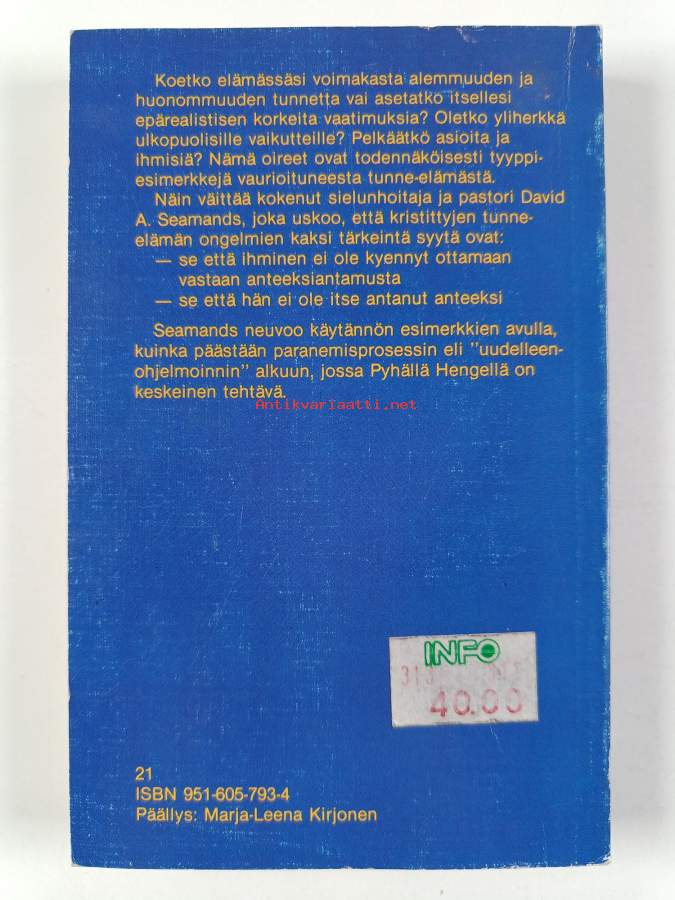 Koetko elämässäsi voimakasta alemmuuden ja
huonommuuden tunnetta vai asetatko itsellesi
epärealistisen korkeita vaatimuksia? Oletko yliherkkä
ulkopuolisille vaikutteille? Pelkäätkö asioita ja
ihmisiä? Nämä oireet ovat todennäköisesti tyyppi-
esimerkkejä vaurioituneesta tunne-elämästä.
Näin väittää kokenut sielunhoitaja ja pastori David
A. Seamands, joka uskoo, että kristittyjen tunne-
elämän ongelmien kaksi tärkeintä syytä ovat:
— se että ihminen ei ole kyennyt ottamaan
vastaan anteeksiantamusta
— se että hän ei ole itse antanut anteeksi
Seamands neuvoo käytännön esimerkkien avulla,
kuinka päästään paranemisprosessin eli "uudelleen-
ohjelmoinnin" alkuun, jossa Pyhällä Hengellä on
keskeinen tehtävä.
Antikvariaatti.net
INFO
40.00
21
ISBN 951-605-793-4
Päällys: Marja-Leena Kirjonen